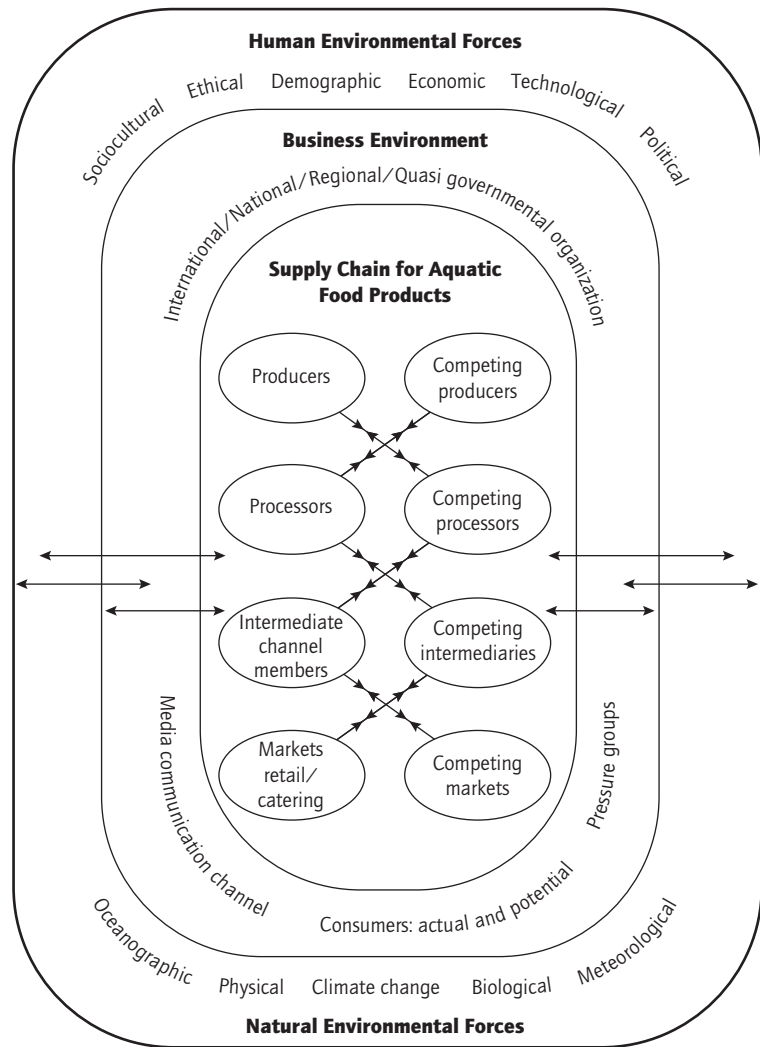 Human Environmental Forces
Sociocultural Ethical Demographic Economic Technological Political
Business Environment
International/National/Regional/Quasi governmental organization
Supply Chain for Aquatic
Food Products
Producers
Competing
producers
Processors
Competing
processors
Intermediate
channel
members
Competing
intermediaries
Markets
retail/
catering
Competing
markets
Media communication channel
Consumers: actual and potential
Pressure groups
Oceanographic Physical Climate change Biological Meteorological
Natural Environmental Forces